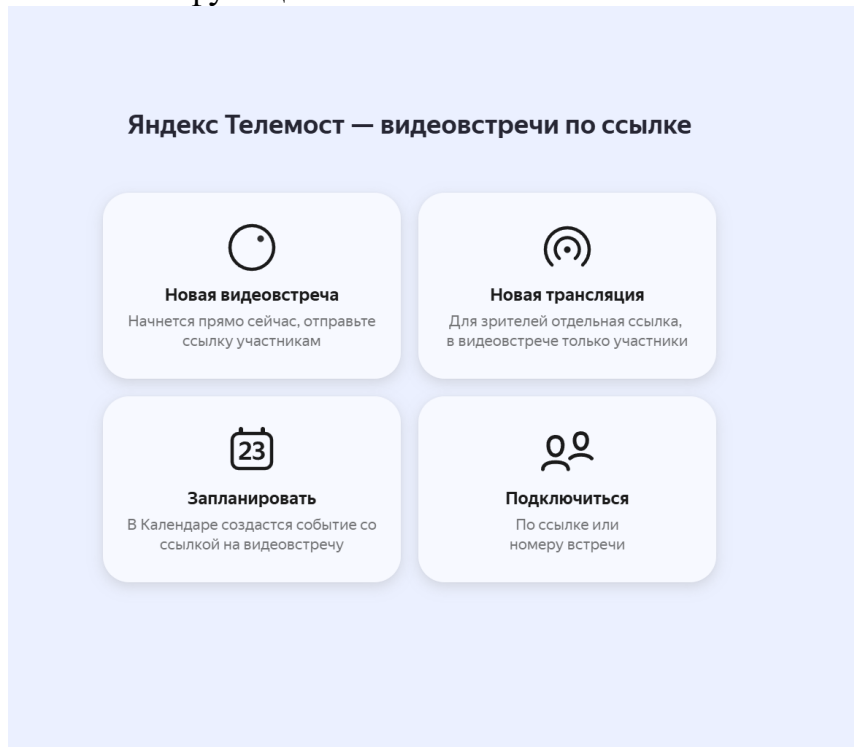 Яндекс Телемост — видеовстречи по ссылке
Новая видеовстреча
Начнется прямо сейчас, отправьте
ссылку участникам
Новая трансляция
Для зрителей отдельная ссылка,
в видеовстрече только участники
23
Запланировать
В Календаре создастся событие со
ссылкой на видеовстречу
Подключиться
По ссылке или
номеру встречи